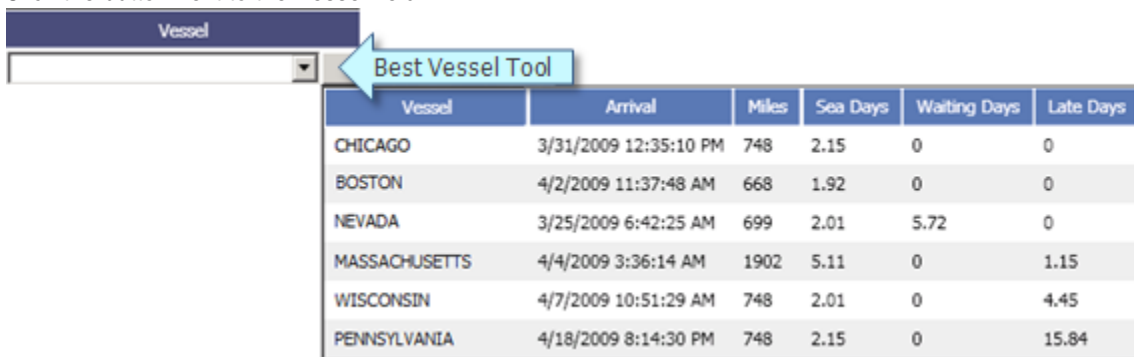 Vessel
Best Vessel Tool
Vessel Arrival Miles Sea Days Waiting Days Late Days
CHICAGO 3/31/2009 12:35:10 PM 748 2.15 0 0
BOSTON 4/2/2009 11:37:48 AM 668 1.92 0 0
NEVADA 3/25/2009 6:42:25 AM 699 2.01 5.72 0
MASSACHUSETTS 4/4/2009 3:36:14 AM 1902 5.11 0 1.15
WISCONSIN 4/7/2009 10:51:29 AM 748 2.01 0 4.45
PENNSYLVANIA 4/18/2009 8:14:30 PM 748 2.15 0 15.84